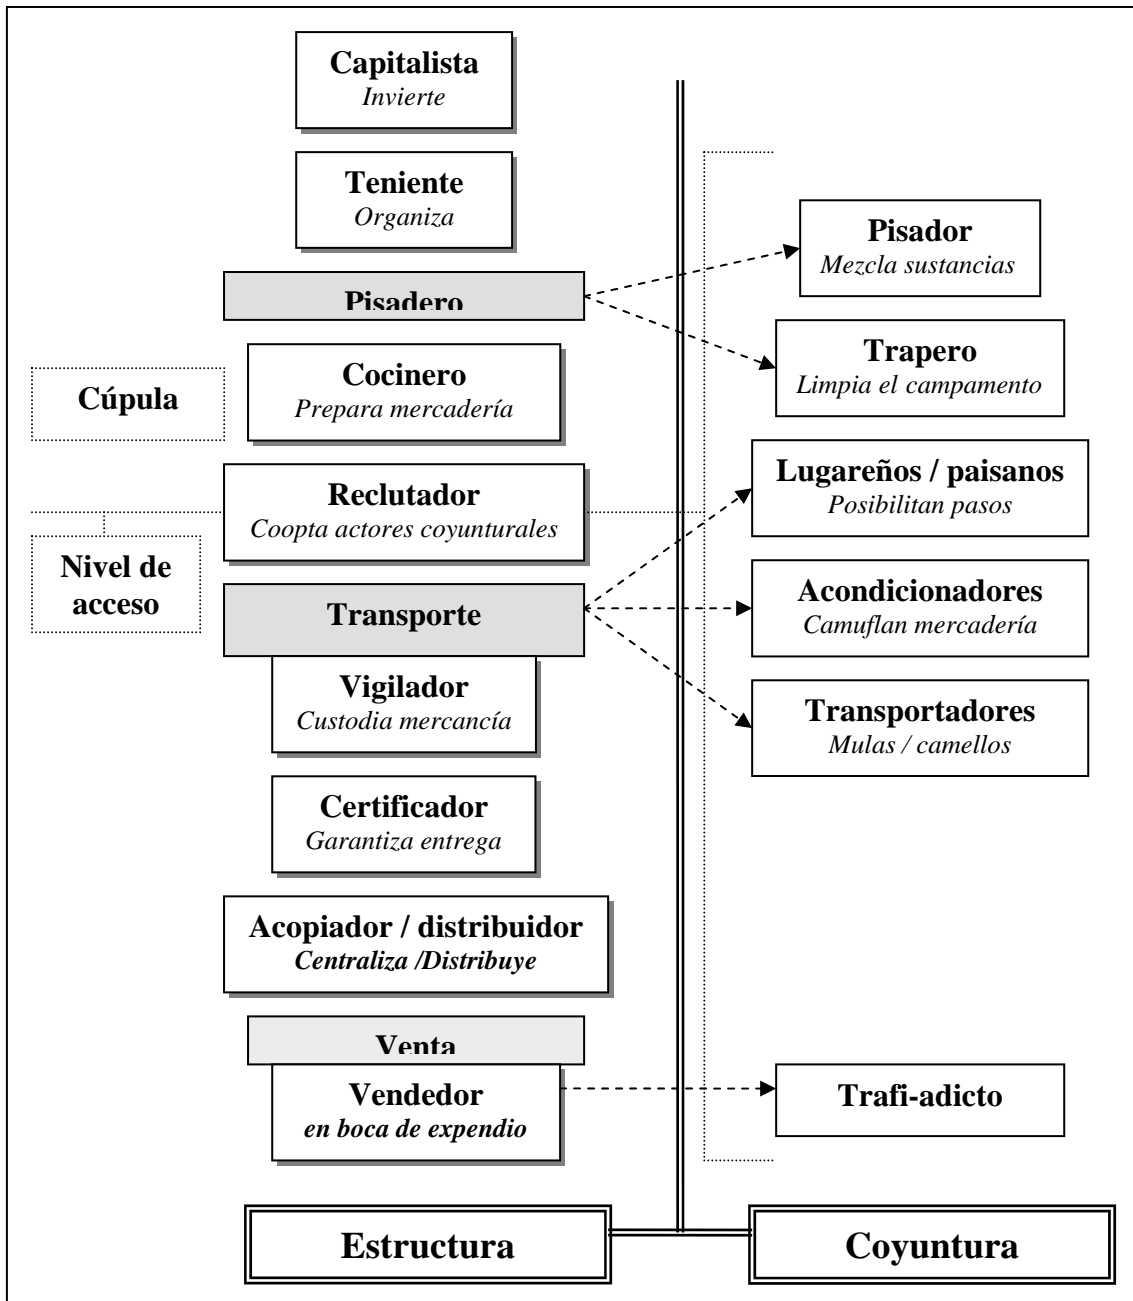 Capitalista
Invierte
Teniente
Organiza
Pisadero
Cocinero
Prepara mercadería
Cúpula
Reclutador
Coopta actores coyunturales
Nivel de
acceso
Transporte
Vigilador
Custodia mercancía
Certificador
Garantiza entrega
Acopiador / distribuidor
Centraliza /Distribuye
Venta
Vendedor
en boca de expendio
Estructura
Pisador
Mezcla sustancias
Trapero
Limpia el campamento
Lugareños / paisanos
Posibilitan pasos
Acondicionadores
Camuflan mercadería
Transportadores
Mulas / camellos
Trafi-adicto
Coyuntura